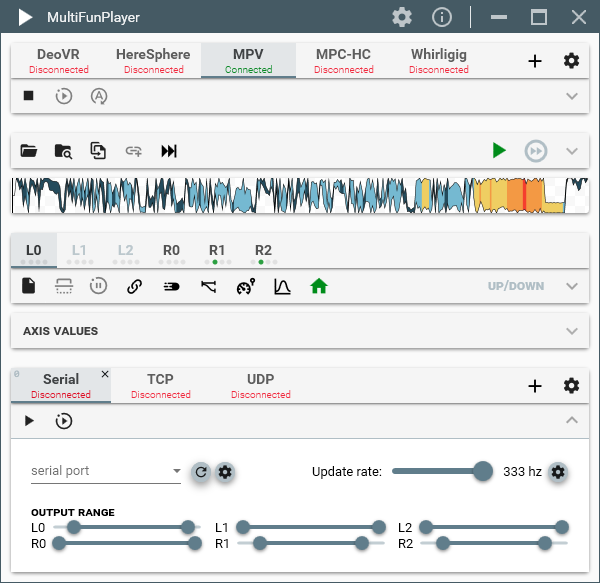 MultiFunPlayer
DeoVR HereSphere MPV MPC-HC Whirligig
Disconnected Disconnected Connected Disconnected Disconnected
L0 L1 L2 R0 R1 R2
UP/DOWN
AXIS VALUES
0 Serial TCP UDP
Disconnected Disconnected Disconnected
serial port Update rate: 333 hz
OUTPUT RANGE
L0 L1 L2
R0 R1 R2